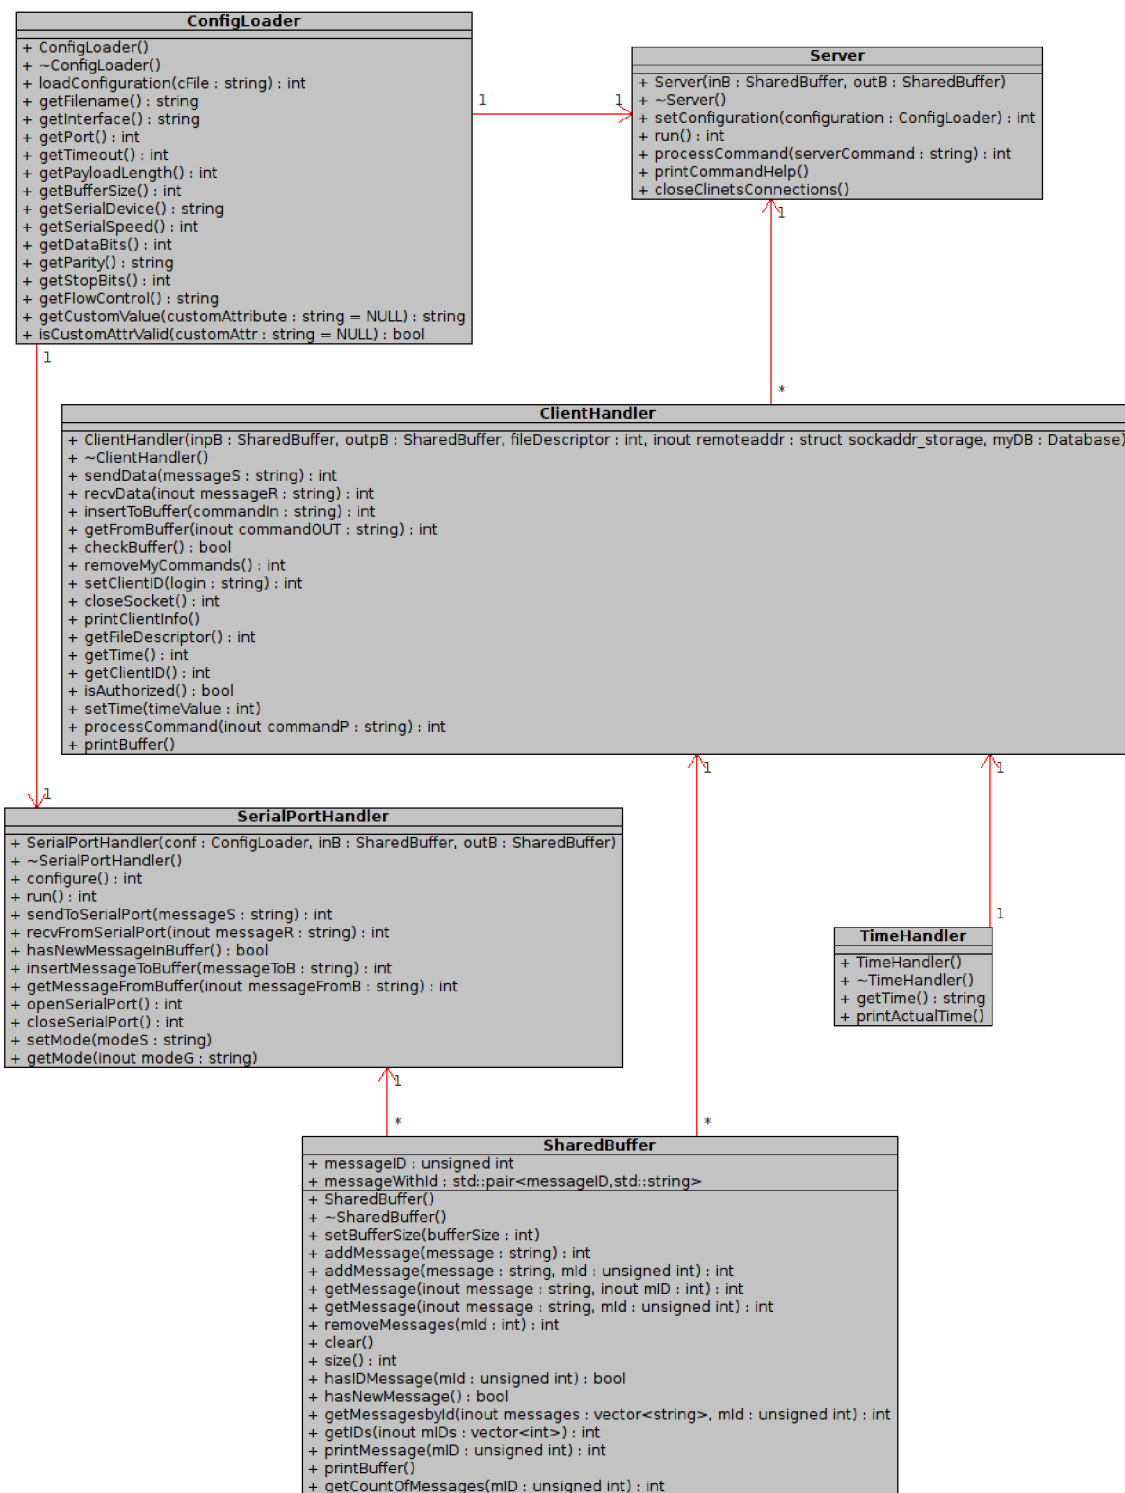 ConfigLoader
+ ConfigLoader()
+ ~ConfigLoader()
+ loadConfiguration(cFile : string) : int
+ getFilename() : string
+ getInterface() : string
+ getPort() : int
+ getTimeout() : int
+ getPayloadLength() : int
+ getBufferSize() : int
+ getSerialDevice() : string
+ getSerialSpeed() : int
+ getDataBits() : int
+ getParity() : string
+ getStopBits() : int
+ getFlowControl() : string
+ getCustomValue(customAttribute : string = NULL) : string
+ isCustomAttrValid(customAttr : string = NULL) : bool
1
1
Server
+ Server(inB : SharedBuffer, outB : SharedBuffer)
+ ~Server()
+ setConfiguration(configuration : ConfigLoader) : int
+ run() : int
+ processCommand(serverCommand : string) : int
+ printCommandHelp()
+ closeClinetsConnections()
1
*
1
ClientHandler
+ ClientHandler(inpB : SharedBuffer, outpB : SharedBuffer, fileDescriptor : int, inout remoteaddr : struct sockaddr_storage, myDB : Database)
+ ~ClientHandler()
+ sendData(messageS : string) : int
+ recvData(inout messageR : string) : int
+ insertToBuffer(commandIn : string) : int
+ getFromBuffer(inout commandOUT : string) : int
+ checkBuffer() : bool
+ removeMyCommands() : int
+ setClientID(login : string) : int
+ closeSocket() : int
+ printClientInfo()
+ getFileDescriptor() : int
+ getTime() : int
+ getClientID() : int
+ isAuthorized() : bool
+ setTime(timeValue : int)
+ processCommand(inout commandP : string) : int
+ printBuffer()
1
1
1
SerialPortHandler
+ SerialPortHandler(conf : ConfigLoader, inB : SharedBuffer, outB : SharedBuffer)
+ ~SerialPortHandler()
+ configure() : int
+ run() : int
+ sendToSerialPort(messageS : string) : int
+ recvFromSerialPort(inout messageR : string) : int
+ hasNewMessageInBuffer() : bool
+ insertMessageToBuffer(messageToB : string) : int
+ getMessageFromBuffer(inout messageFromB : string) : int
+ openSerialPort() : int
+ closeSerialPort() : int
+ setMode(modeS : string)
+ getMode(inout modeG : string)
1
TimeHandler
+ TimeHandler()
+ ~TimeHandler()
+ getTime() : string
+ printActualTime()
1
*
*
SharedBuffer
+ messageID : unsigned int
+ messageWithId : std::pair<messageID,std::string>
+ SharedBuffer()
+ ~SharedBuffer()
+ setBufferSize(bufferSize : int)
+ addMessage(message : string) : int
+ addMessage(message : string, mId : unsigned int) : int
+ getMessage(inout message : string, inout mID : int) : int
+ getMessage(inout message : string, mId : unsigned int) : int
+ removeMessages(mId : int) : int
+ clear()
+ size() : int
+ hasIDMessage(mId : unsigned int) : bool
+ hasNewMessage() : bool
+ getMessagesbyId(inout messages : vector<string>, mId : unsigned int) : int
+ getIDs(inout mIDs : vector<int>) : int
+ printMessage(mID : unsigned int) : int
+ printBuffer()
+ getCountOfMessages(mID : unsigned int) : int